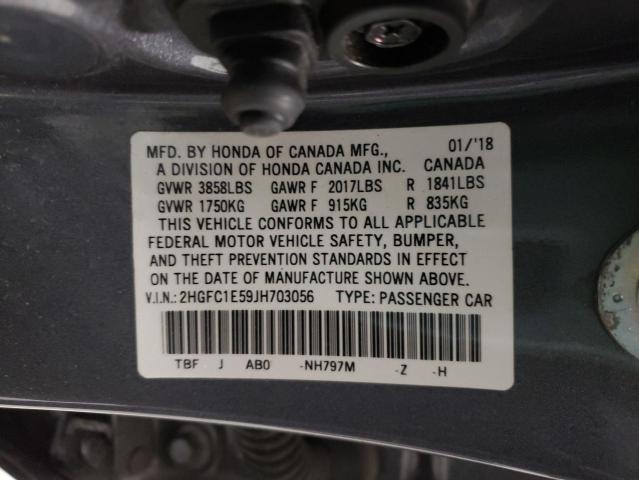 MFD. BY HONDA OF CANADA MFG., 01/'18
A DIVISION OF HONDA CANADA INC. CANADA
GVWR 3858LBS GAWR F 2017LBS R 1841LBS
GVWR 1750KG GAWR F 915KG R 835KG
THIS VEHICLE CONFORMS TO ALL APPLICABLE
FEDERAL MOTOR VEHICLE SAFETY, BUMPER,
AND THEFT PREVENTION STANDARDS IN EFFECT
ON THE DATE OF MANUFACTURE SHOWN ABOVE.
V.I.N.: 2HGFC1E59JH703056 TYPE: PASSENGER CAR
TBF J AB0 -NH797M -Z -H